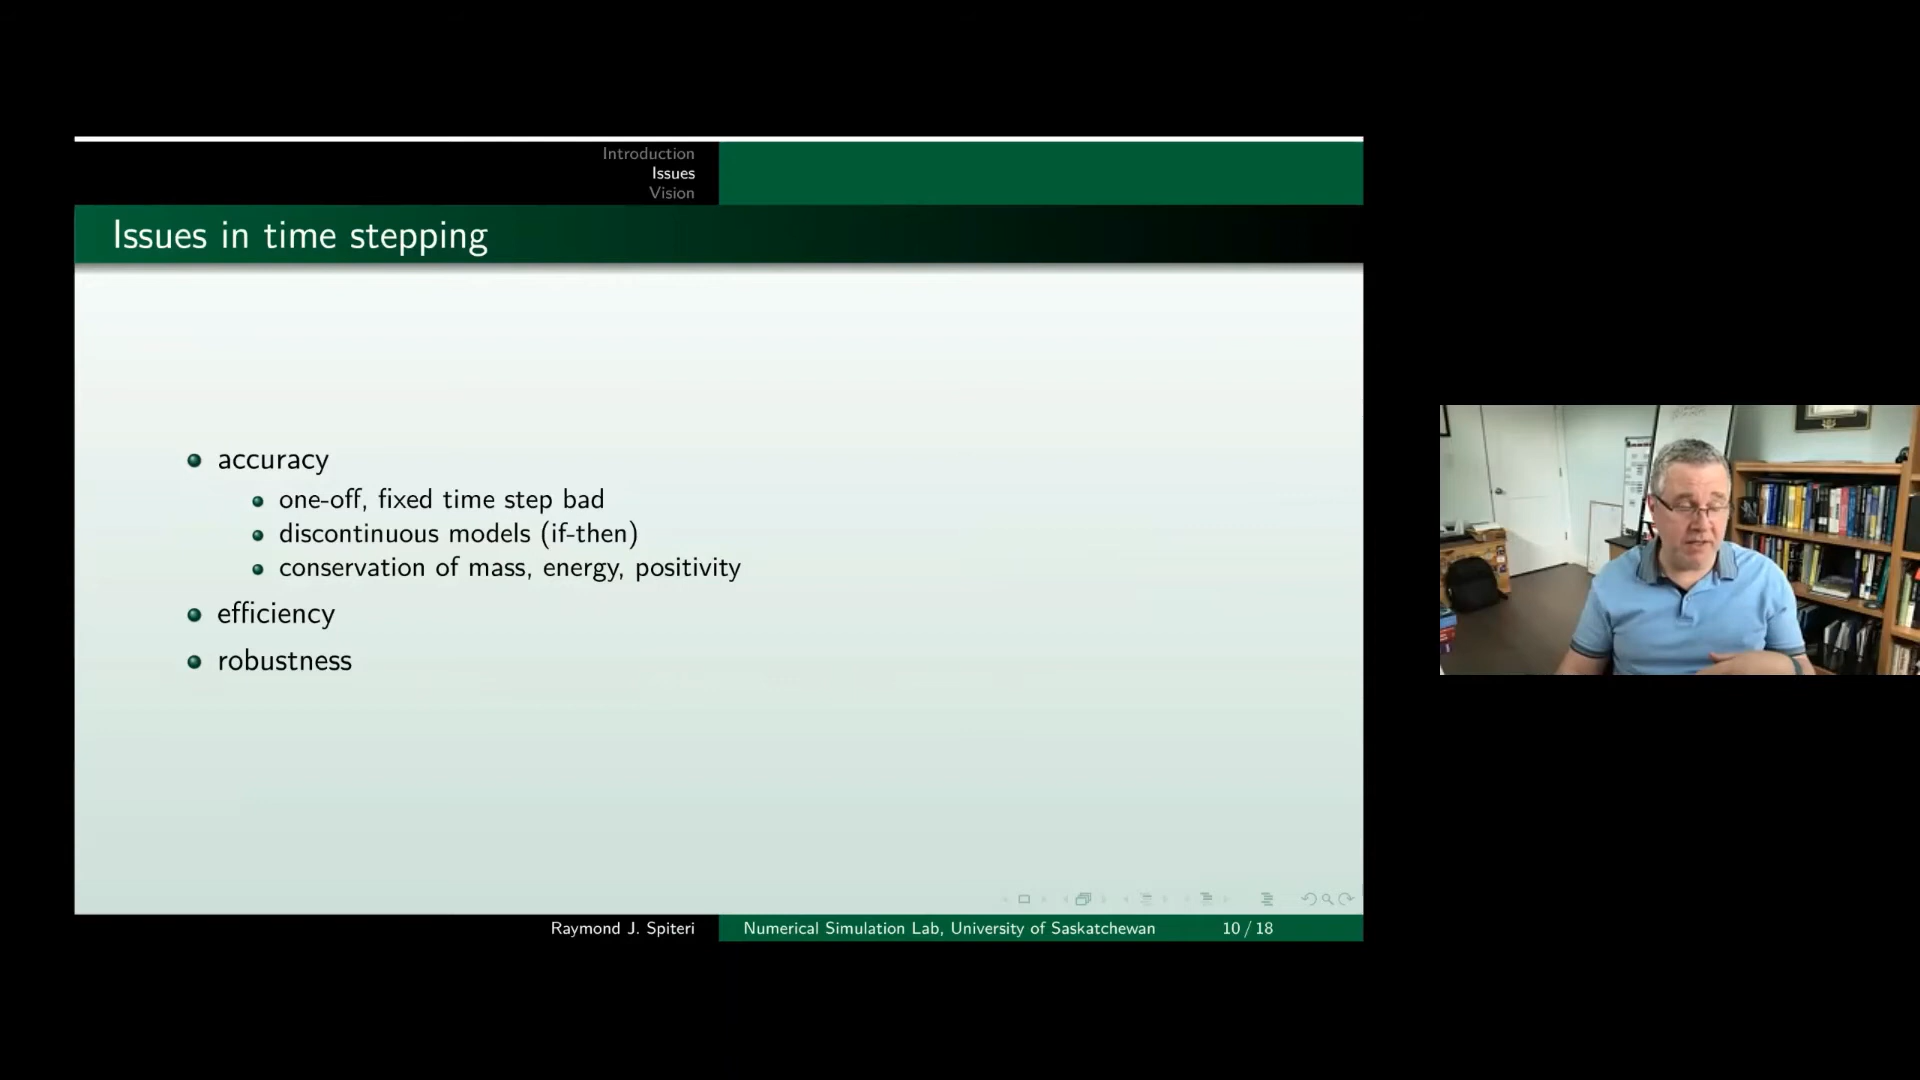 Introduction
Issues
Vision
Issues in time stepping
accuracy
one-off, fixed time step bad
discontinuous models (if-then)
conservation of mass, energy, positivity
efficiency
robustness
Raymond J. Spiteri
Numerical Simulation Lab, University of Saskatchewan
10 / 18